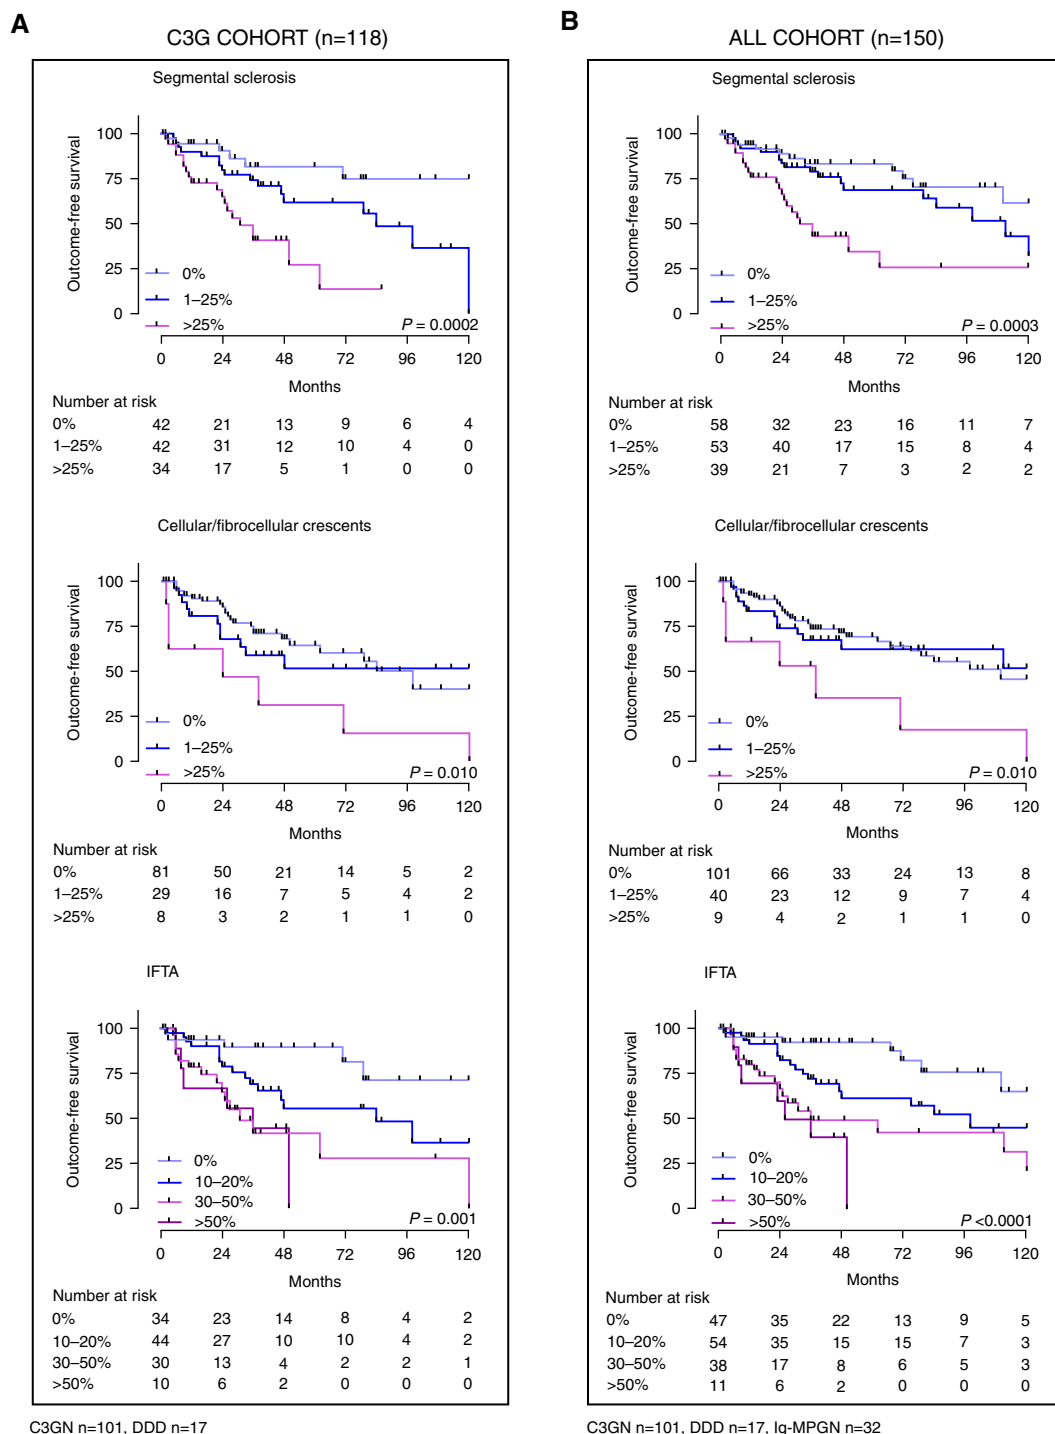 A
C3G COHORT (n=118)
Segmental sclerosis
Outcome-free survival
100
75
50
25
0
0%
1–25%
>25%
P = 0.0002
0 24 48 72 96 120
Months
Number at risk
0% 42 21 13 9 6 4
1–25% 42 31 12 10 4 0
>25% 34 17 5 1 0 0
Cellular/fibrocellular crescents
Outcome-free survival
100
75
50
25
0
0%
1–25%
>25%
P = 0.010
0 24 48 72 96 120
Months
Number at risk
0% 81 50 21 14 5 2
1–25% 29 16 7 5 4 2
>25% 8 3 2 1 1 0
IFTA
Outcome-free survival
100
75
50
25
0
0%
10–20%
30–50%
>50%
P = 0.001
0 24 48 72 96 120
Months
Number at risk
0% 34 23 14 8 4 2
10–20% 44 27 10 10 4 2
30–50% 30 13 4 2 2 1
>50% 10 6 2 0 0 0
C3GN n=101, DDD n=17
B
ALL COHORT (n=150)
Segmental sclerosis
Outcome-free survival
100
75
50
25
0
0%
1–25%
>25%
P = 0.0003
0 24 48 72 96 120
Months
Number at risk
0% 58 32 23 16 11 7
1–25% 53 40 17 15 8 4
>25% 39 21 7 3 2 2
Cellular/fibrocellular crescents
Outcome-free survival
100
75
50
25
0
0%
1–25%
>25%
P = 0.010
0 24 48 72 96 120
Months
Number at risk
0% 101 66 33 24 13 8
1–25% 40 23 12 9 7 4
>25% 9 4 2 1 1 0
IFTA
Outcome-free survival
100
75
50
25
0
0%
10–20%
30–50%
>50%
P <0.0001
0 24 48 72 96 120
Months
Number at risk
0% 47 35 22 13 9 5
10–20% 54 35 15 15 7 3
30–50% 38 17 8 6 5 3
>50% 11 6 2 0 0 0
C3GN n=101, DDD n=17, Ig-MPGN n=32